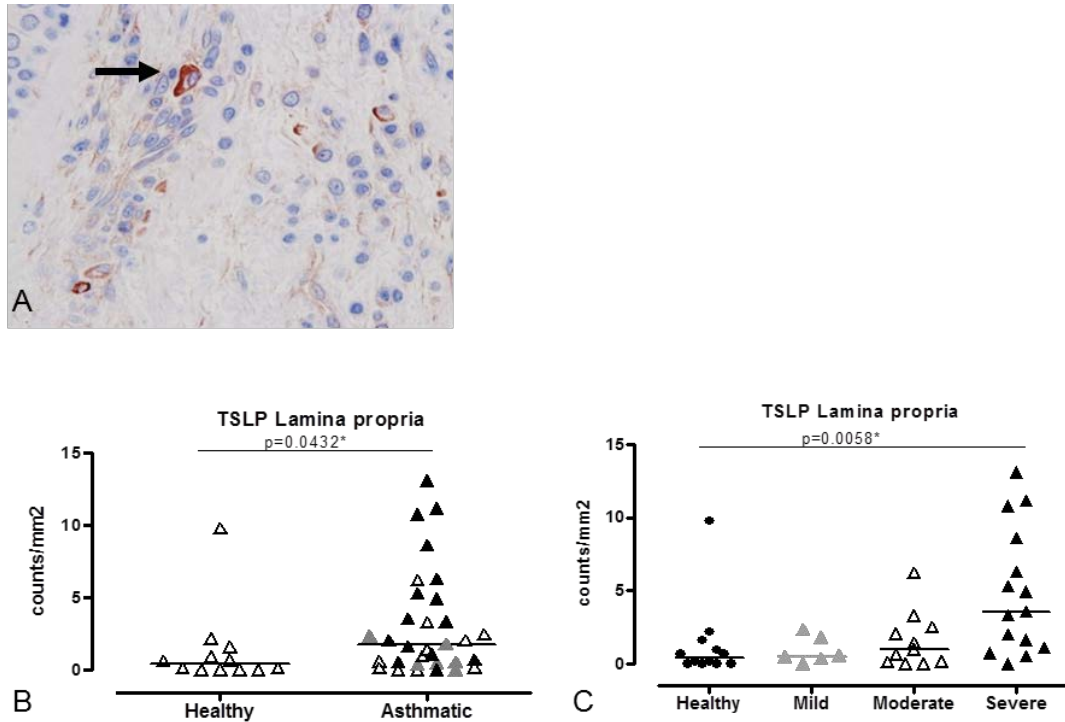 A
TSLP Lamina propria
p=0.0432*
15
10
5
0
counts/mm2
Healthy
Asthmatic
B
TSLP Lamina propria
p=0.0058*
15
10
5
0
counts/mm2
Healthy
Mild
Moderate
Severe
C